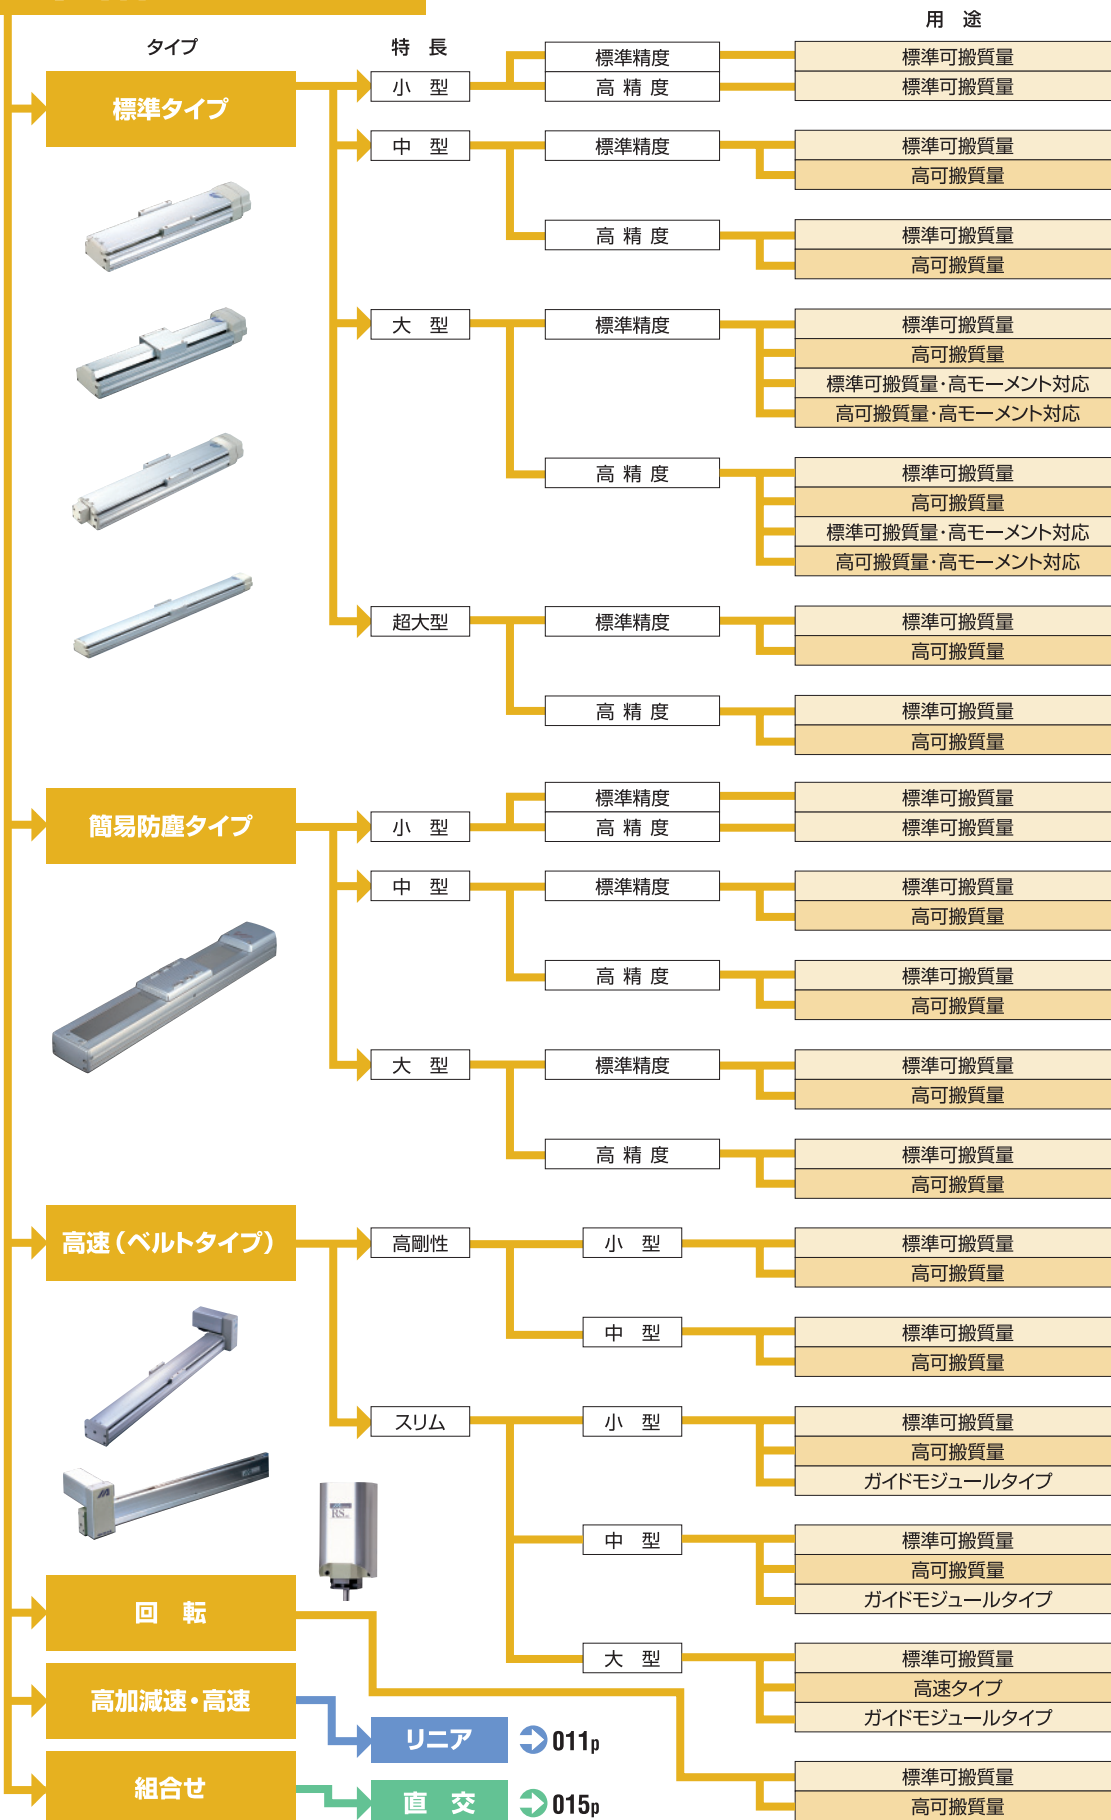 用 途
タイプ
特 長
標準タイプ
小 型
標準精度
標準可搬質量
高 精 度
標準可搬質量
中 型
標準精度
標準可搬質量
高可搬質量
高 精 度
標準可搬質量
高可搬質量
大 型
標準精度
標準可搬質量
高可搬質量
標準可搬質量・高モーメント対応
高可搬質量・高モーメント対応
高 精 度
標準可搬質量
高可搬質量
標準可搬質量・高モーメント対応
高可搬質量・高モーメント対応
超大型
標準精度
標準可搬質量
高可搬質量
高 精 度
標準可搬質量
高可搬質量
簡易防塵タイプ
小 型
標準精度
標準可搬質量
高 精 度
標準可搬質量
中 型
標準精度
標準可搬質量
高可搬質量
高 精 度
標準可搬質量
高可搬質量
大 型
標準精度
標準可搬質量
高可搬質量
高 精 度
標準可搬質量
高可搬質量
高速（ベルトタイプ）
高剛性
小 型
標準可搬質量
高可搬質量
中 型
標準可搬質量
高可搬質量
スリム
小 型
標準可搬質量
高可搬質量
ガイドモジュールタイプ
中 型
標準可搬質量
高可搬質量
ガイドモジュールタイプ
大 型
標準可搬質量
高速タイプ
ガイドモジュールタイプ
RS
回 転
標準可搬質量
高可搬質量
高加減速・高速
リニア
011p
組合せ
直 交
015p